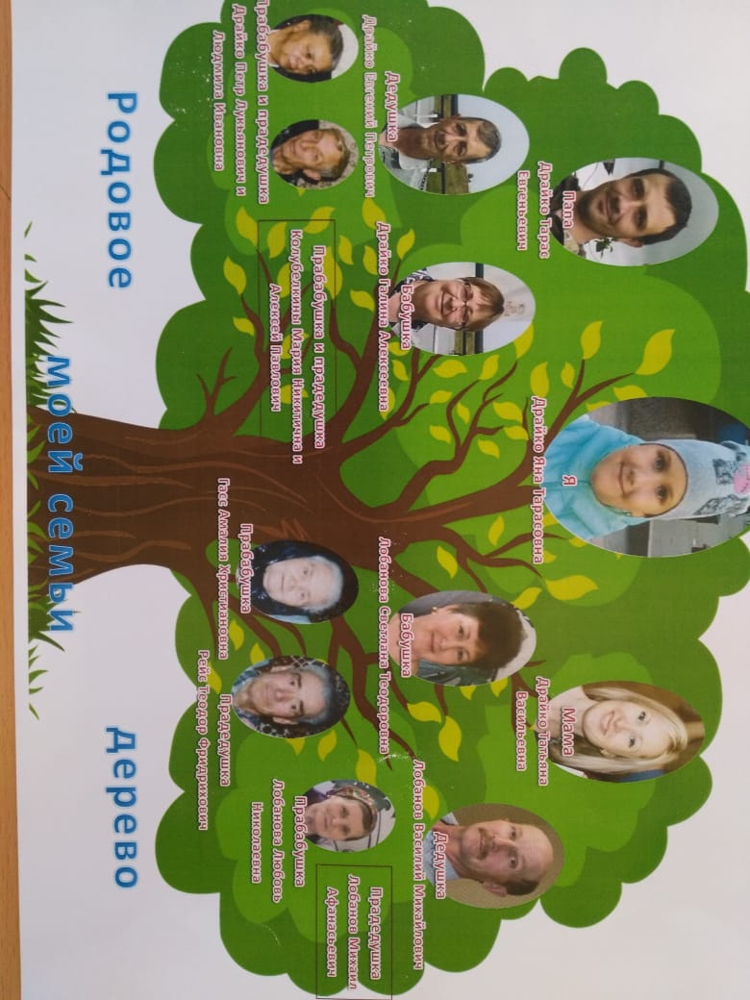 Я
Драйко Яна Тарасовна
Папа
Драйко Тарас
Евгеньевич
Мама
Драйко Татьяна
Васильевна
Дедушка
Драйко Евгений Петрович
Бабушка
Драйко Галина Алексеевна
Бабушка
Лобанова Светлана Теодоровна
Дедушка
Лобанов Василий Михайлович
Прабабушка и прадедушка
Драйко Петр Лукьянович и
Людмила Ивановна
Прабабушка и прадедушка
Колубелкины Мария Никитична и
Алексей Павлович
Прабабушка
Гасс Амалия Христиановна
Прадедушка
Рейз Теодор Фридрихович
Прабабушка
Лобанова Любовь
Николаевна
Прадедушка
Лобанов Михаил
Афанасьевич
Родовое дерево
моей семьи